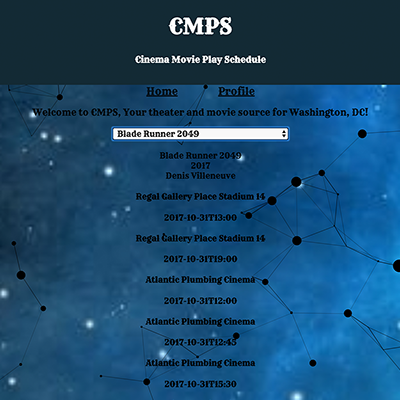 CMPS
Cinema Movie Play Schedule
Home Profile
Welcome to CMPS, Your theater and movie source for Washington, DC!
Blade Runner 2049
Blade Runner 2049
2017
Denis Villeneuve
Regal Gallery Place Stadium 14
2017-10-31T13:00
Regal Gallery Place Stadium 14
2017-10-31T19:00
Atlantic Plumbing Cinema
2017-10-31T12:00
Atlantic Plumbing Cinema
2017-10-31T12:45
Atlantic Plumbing Cinema
2017-10-31T15:30